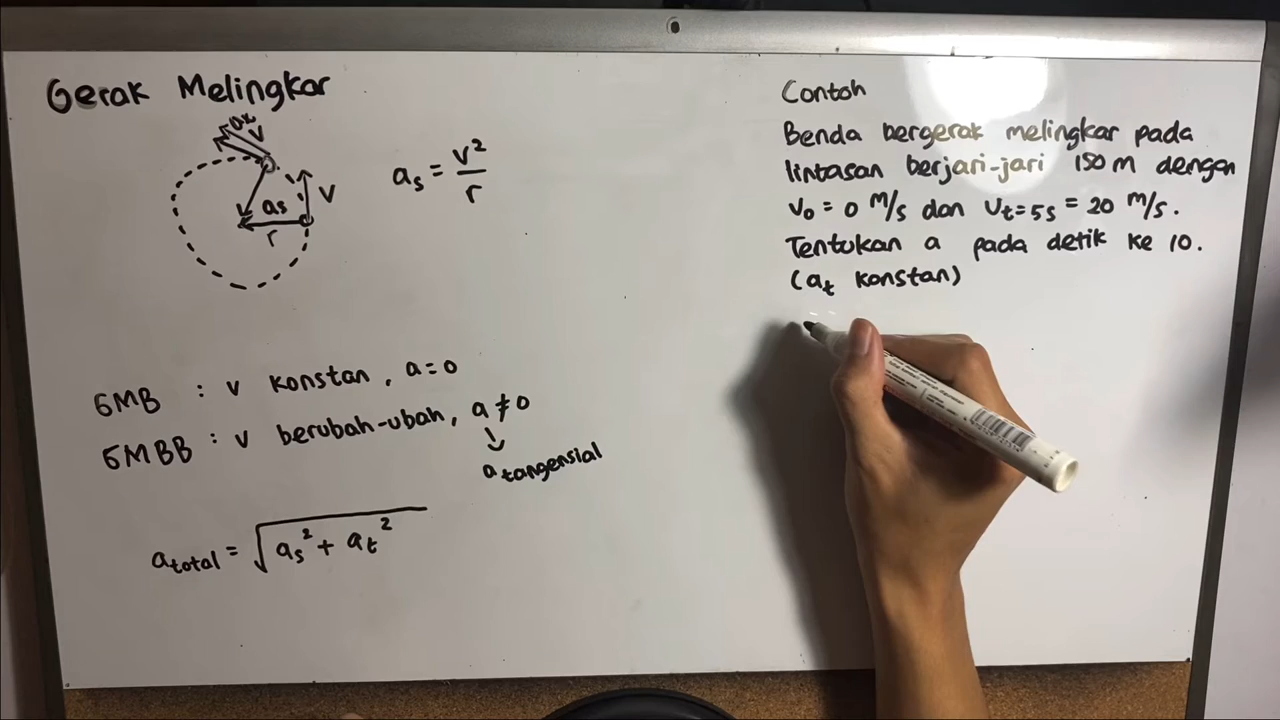 Gerak Melingkar
at
v
v
as
r
as = v²/r
GMB : v konstan, a=0
GMBB : v berubah-ubah, a ≠ 0
a tangensial
a total = √as² + at²
Contoh
Benda bergerak melingkar pada
lintasan berjari-jari 150 m dengan
v0 = 0 m/s dan vt=5s = 20 m/s.
Tentukan a pada detik ke 10.
(at konstan)